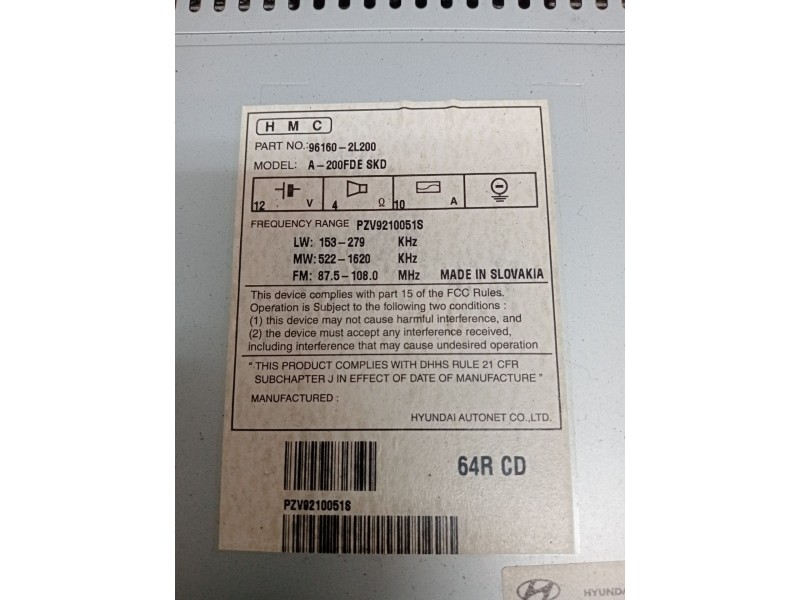 HMC
PART NO.: 96160-2L200
MODEL: A-200FDE SKD
12 V 4 Ω 10 A
FREQUENCY RANGE PZV9210051S
LW: 153-279 KHz
MW: 522-1620 KHz
FM: 87.5-108.0 MHz MADE IN SLOVAKIA
This device complies with part 15 of the FCC Rules.
Operation is Subject to the following two conditions :
(1) this device may not cause harmful interference, and
(2) the device must accept any interference received,
including interference that may cause undesired operation
" THIS PRODUCT COMPLIES WITH DHHS RULE 21 CFR
SUBCHAPTER J IN EFFECT OF DATE OF MANUFACTURE "
MANUFACTURED :
HYUNDAI AUTONET CO.,LTD.
64R CD
PZV9210051S